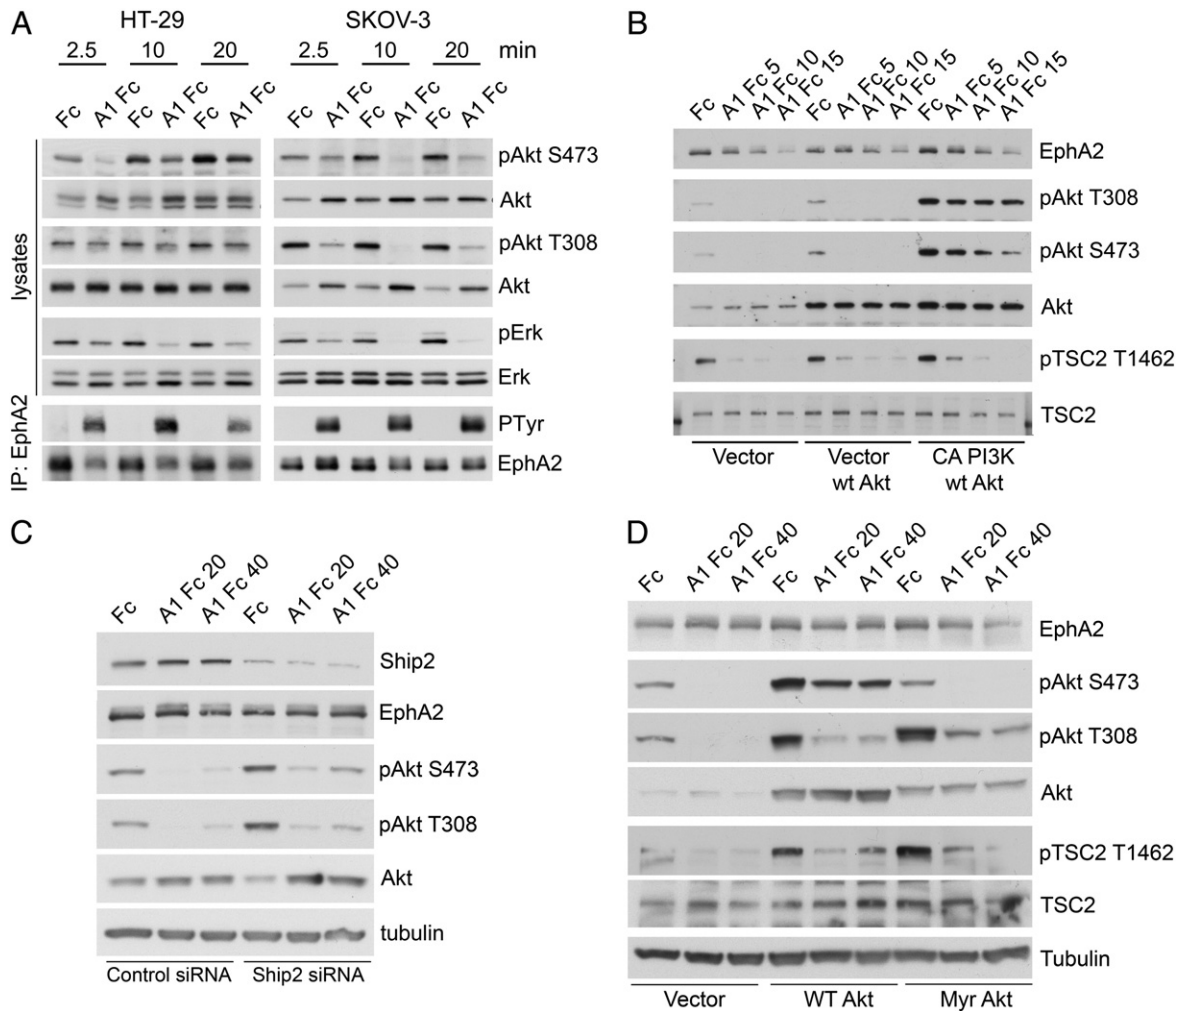 A
HT-29 SKOV-3
2.5 10 20 2.5 10 20 min
Fc A1 Fc Fc A1 Fc Fc A1 Fc Fc A1 Fc Fc A1 Fc Fc A1 Fc
lysates
pAkt S473
Akt
pAkt T308
Akt
pErk
Erk
IP: EphA2
PTyr
EphA2
B
Fc A1 Fc 5 A1 Fc 10 A1 Fc 15 Fc A1 Fc 5 A1 Fc 10 A1 Fc 15 Fc A1 Fc 5 A1 Fc 10 A1 Fc 15
EphA2
pAkt T308
pAkt S473
Akt
pTSC2 T1462
TSC2
Vector Vector CA PI3K
wt Akt wt Akt
C
Fc A1 Fc 20 A1 Fc 40 Fc A1 Fc 20 A1 Fc 40
Ship2
EphA2
pAkt S473
pAkt T308
Akt
tubulin
Control siRNA Ship2 siRNA
D
Fc A1 Fc 20 A1 Fc 40 Fc A1 Fc 20 A1 Fc 40 Fc A1 Fc 20 A1 Fc 40
EphA2
pAkt S473
pAkt T308
Akt
pTSC2 T1462
TSC2
Tubulin
Vector WT Akt Myr Akt